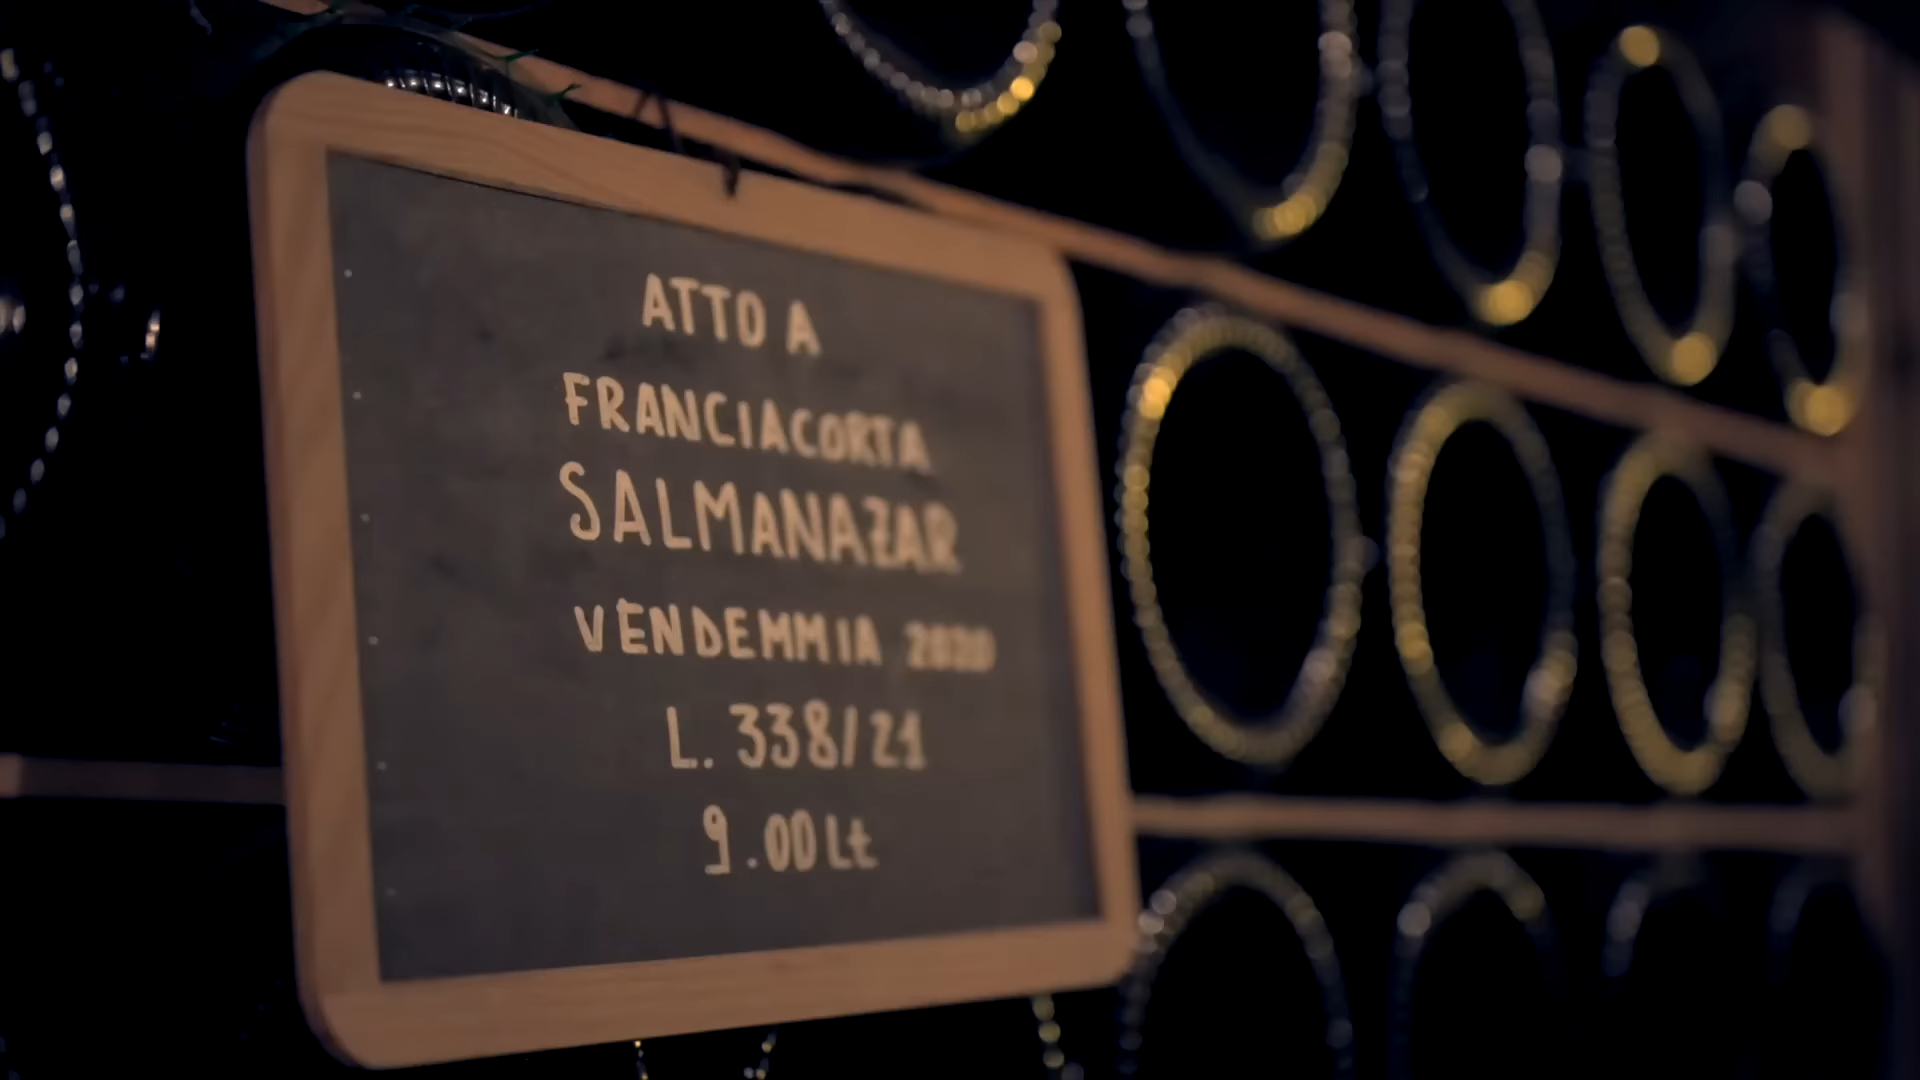 ATTO A
FRANCIACORTA
SALMANAZAR
VENDEMMIA 2020
L. 338/21
9.00 Lt